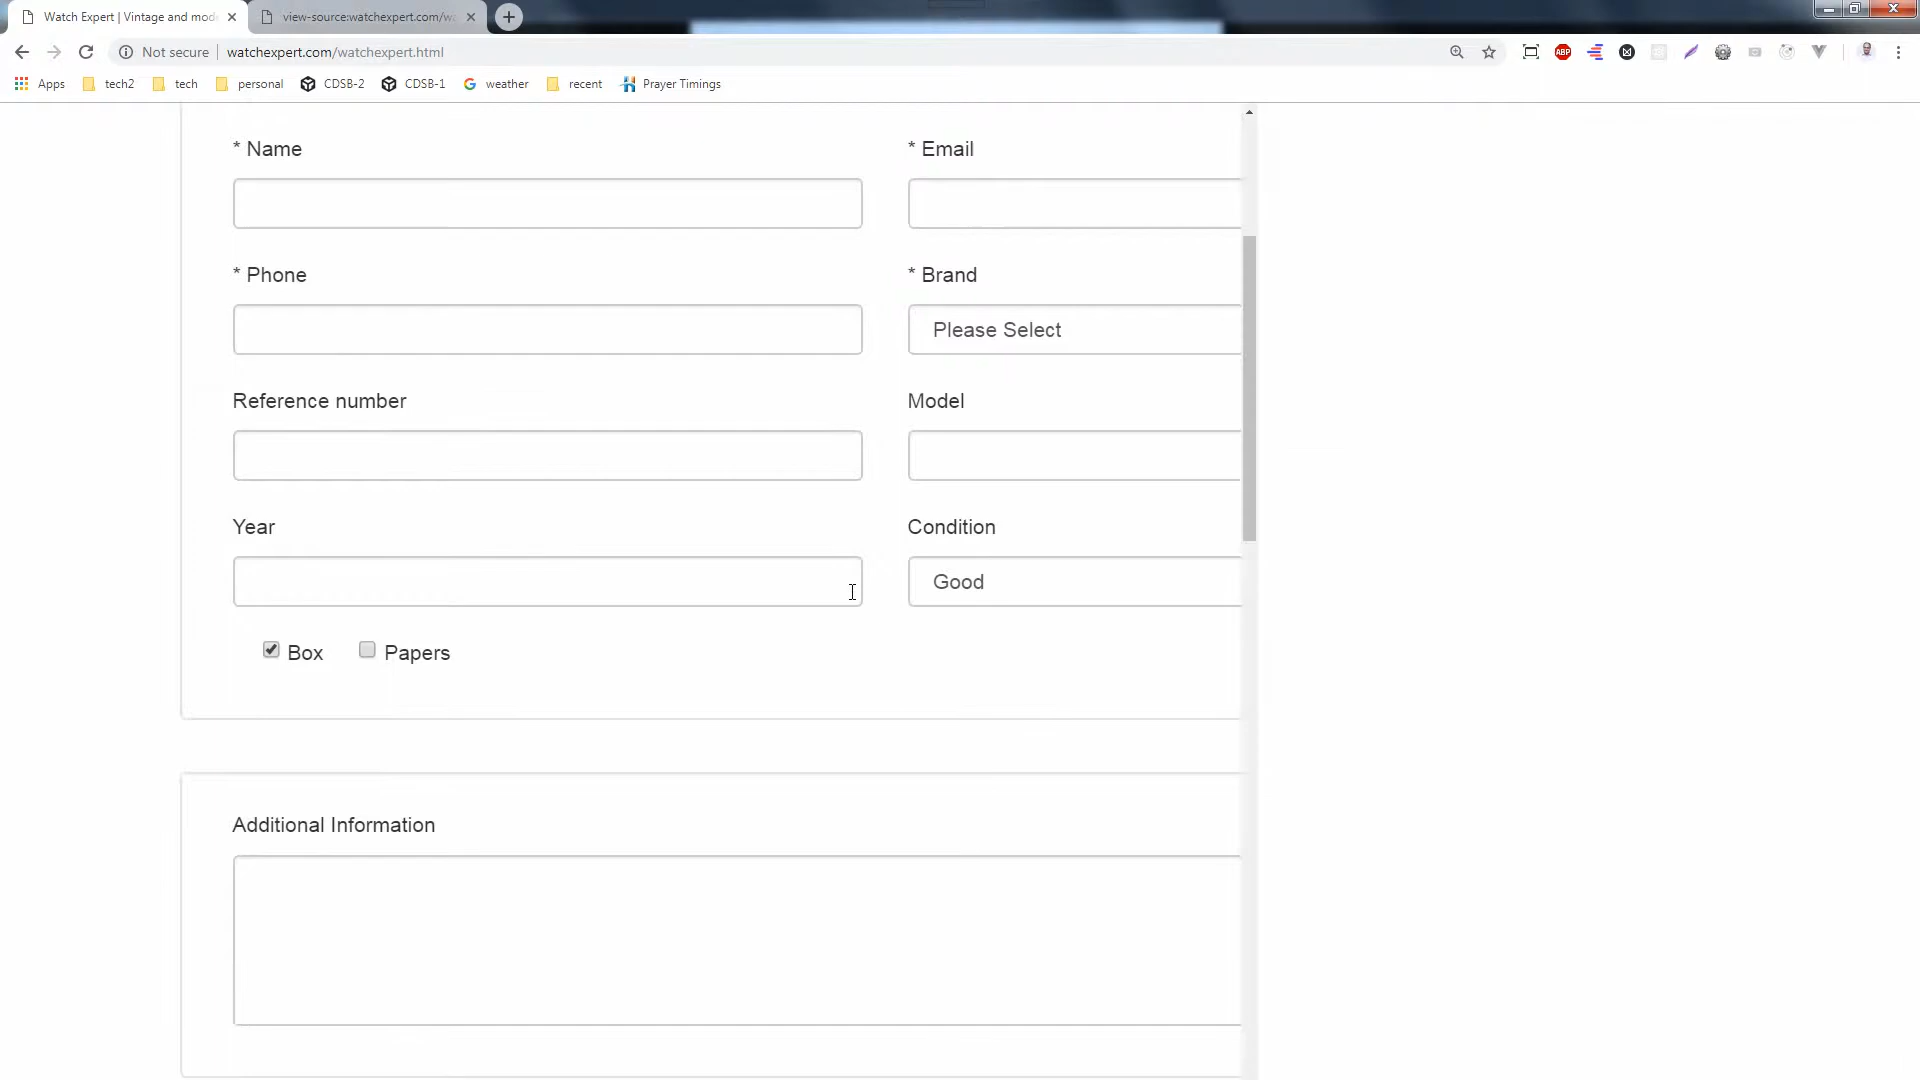 Watch Expert | Vintage and mod
view-source:watchexpert.com/wa
Not secure
watchexpert.com/watchexpert.html
ABP
Apps
tech2
tech
personal
CDSB-2
CDSB-1
weather
recent
Prayer Timings
* Name
* Email
* Phone
* Brand
Please Select
Reference number
Model
Year
Condition
Good
Box
Papers
Additional Information